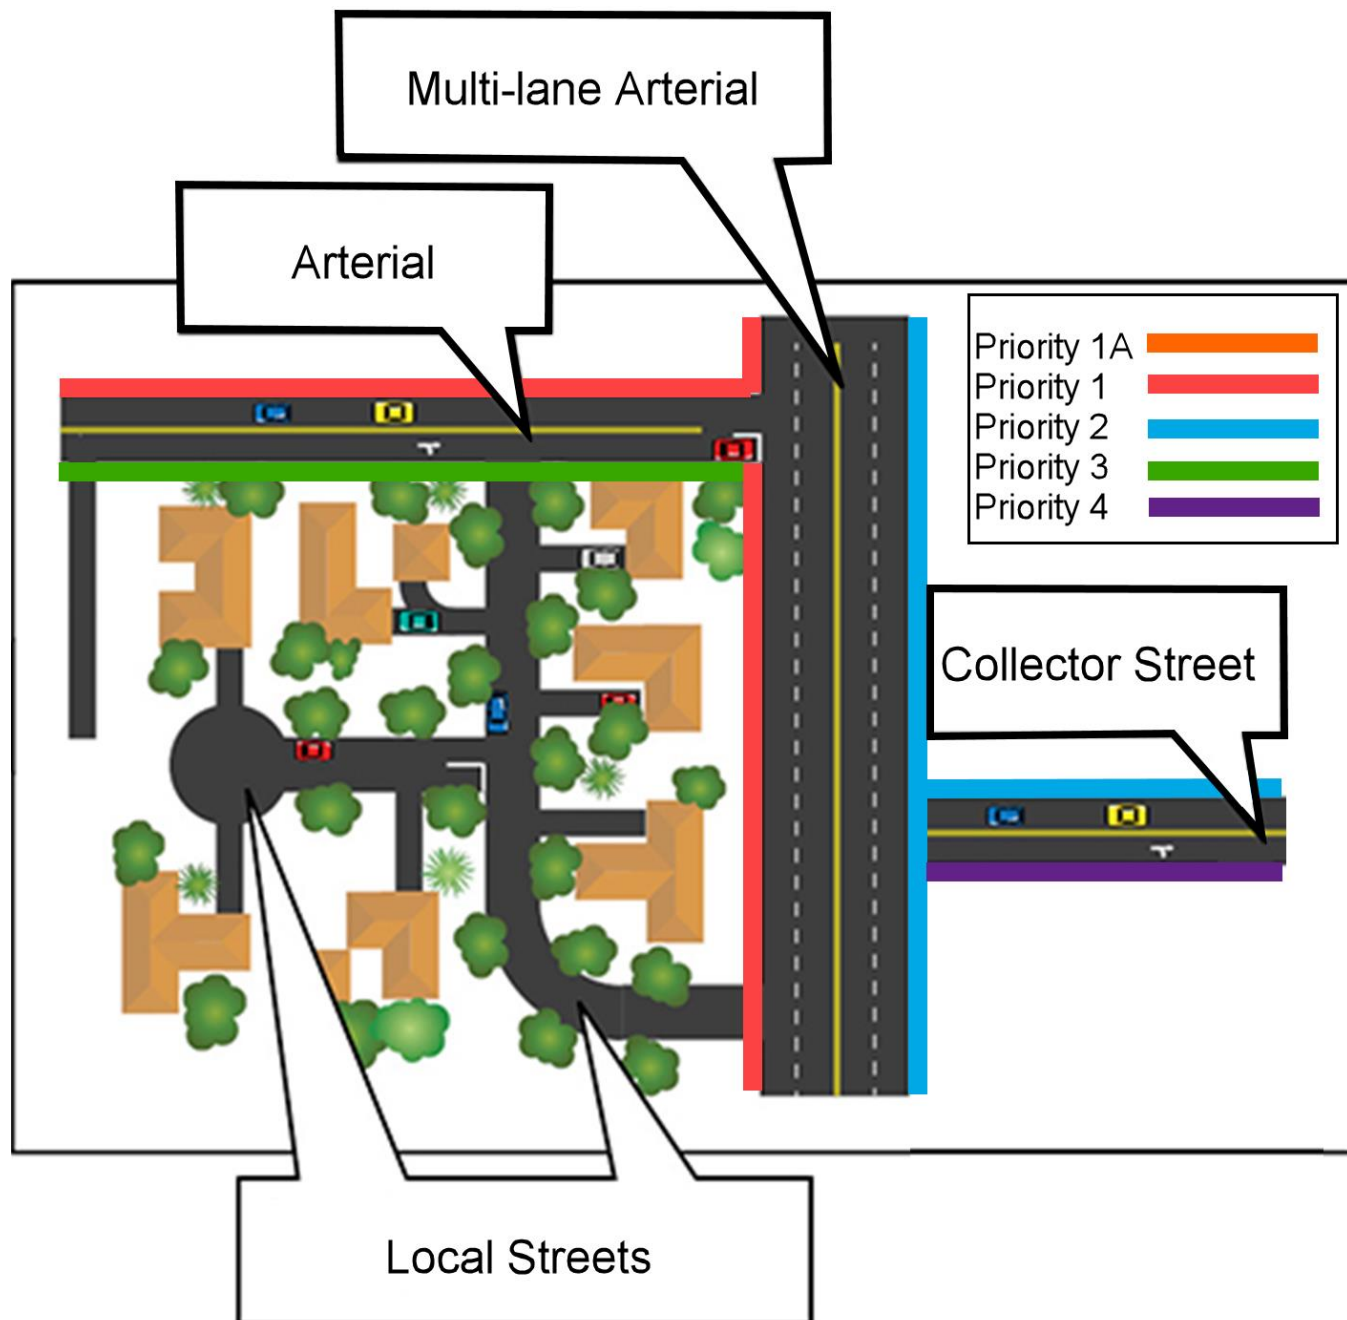 Multi-lane Arterial
Arterial
Priority 1A
Priority 1
Priority 2
Priority 3
Priority 4
Collector Street
Local Streets